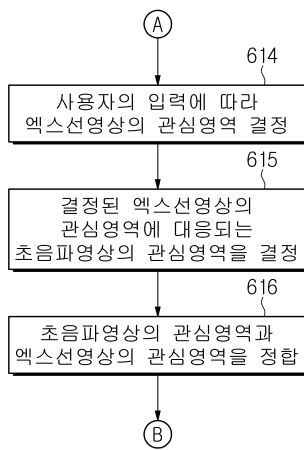 A
614
사용자의 입력에 따라
엑스선영상의 관심영역 결정
615
결정된 엑스선영상의
관심영역에 대응되는
초음파영상의 관심영역을 결정
616
초음파영상의 관심영역과
엑스선영상의 관심영역을 정합
B